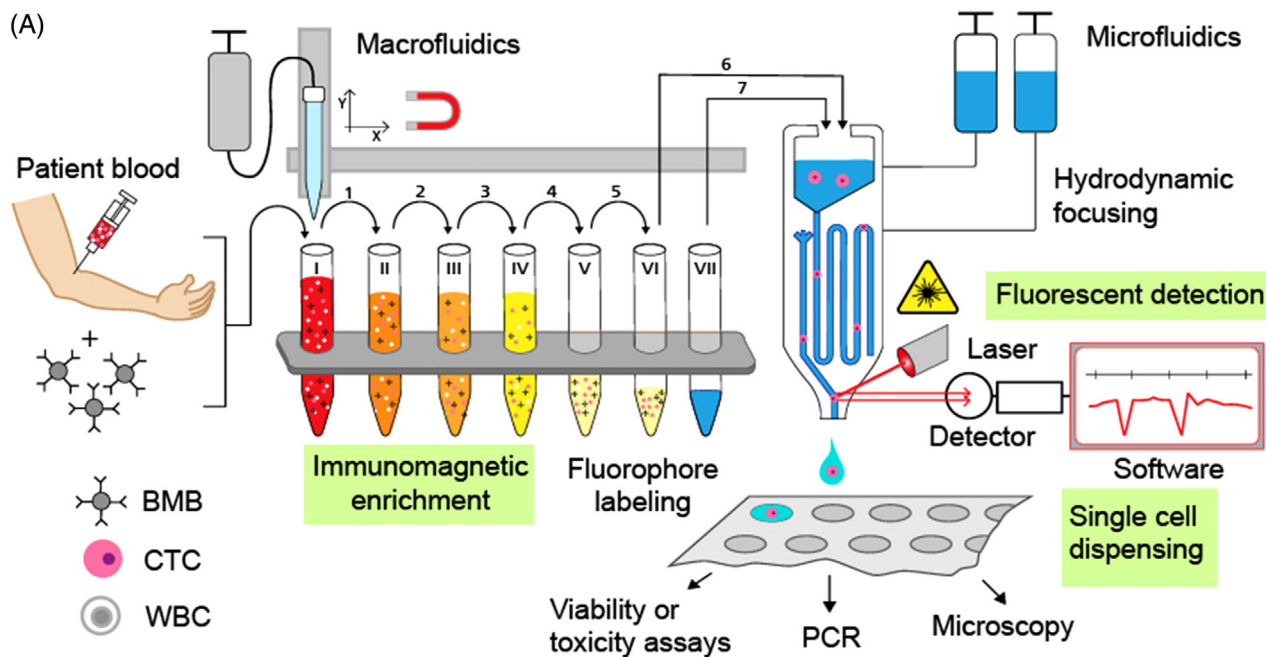 (A)
Macrofluidics
Y
X
Patient blood
+
1
2
3
4
5
6
7
I
II
III
IV
V
VI
VII
Immunomagnetic
enrichment
Fluorophore
labeling
BMB
CTC
WBC
Microfluidics
Hydrodynamic
focusing
Fluorescent detection
Laser
Detector
Software
Single cell
dispensing
Viability or
toxicity assays
PCR
Microscopy